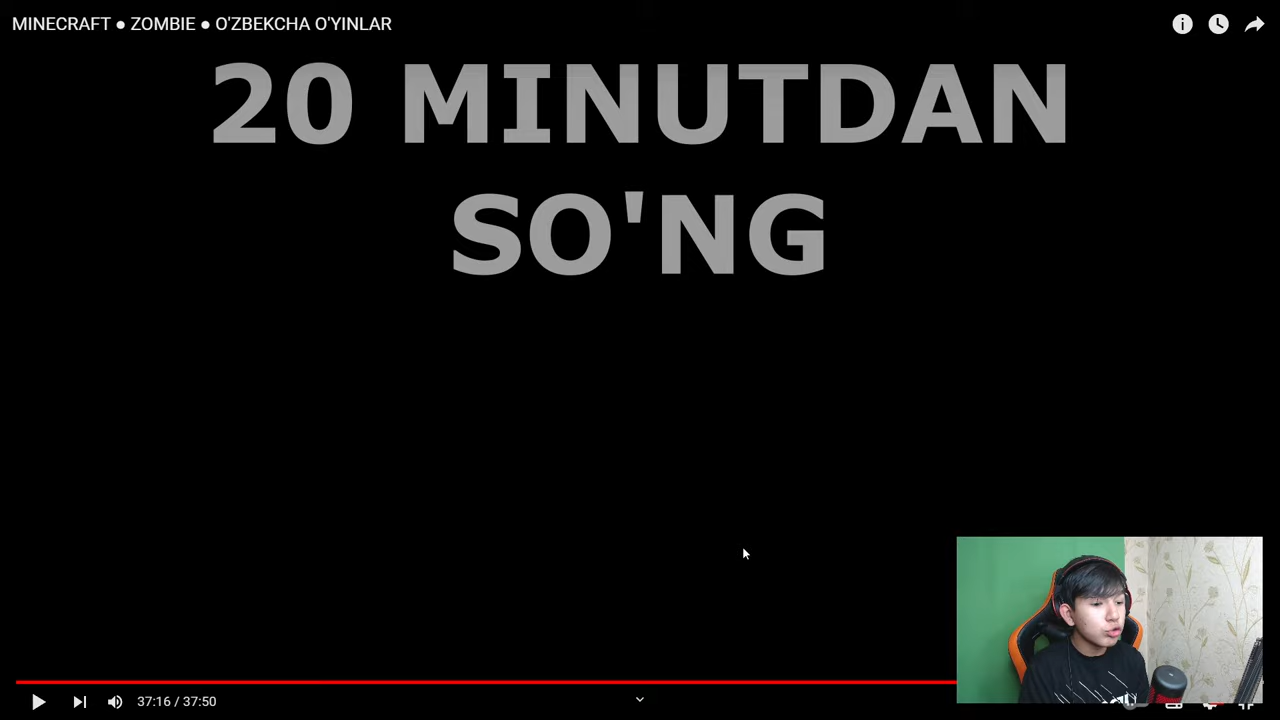 MINECRAFT ● ZOMBIE ● O'ZBEKCHA O'YINLAR
20 MINUTDAN
SO'NG
37:16 / 37:50